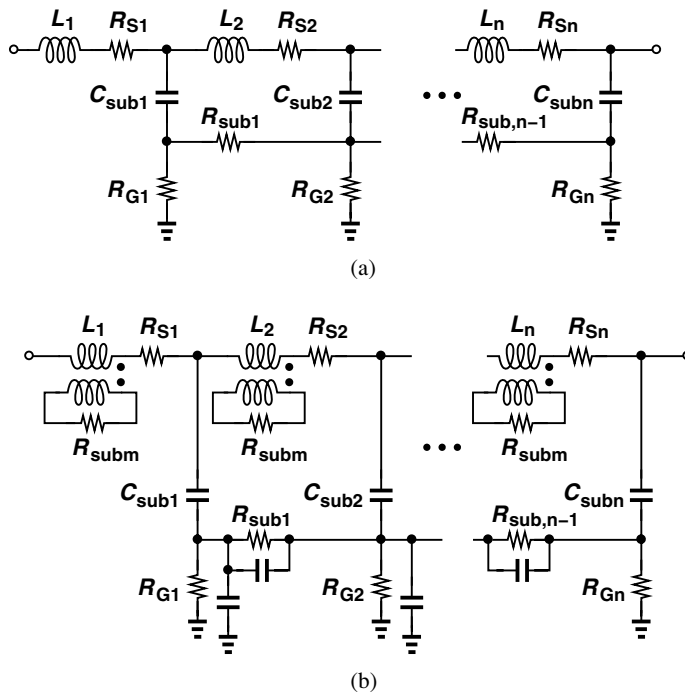 L1 RS1 L2 RS2 Ln RSn
Csub1 Csub2 Csubn
Rsub1 Rsub,n−1
RG1 RG2 RGn
(a)
L1 RS1 L2 RS2 Ln RSn
Rsubm Rsubm Rsubm
Csub1 Csub2 Csubn
Rsub1 Rsub,n−1
RG1 RG2 RGn
(b)